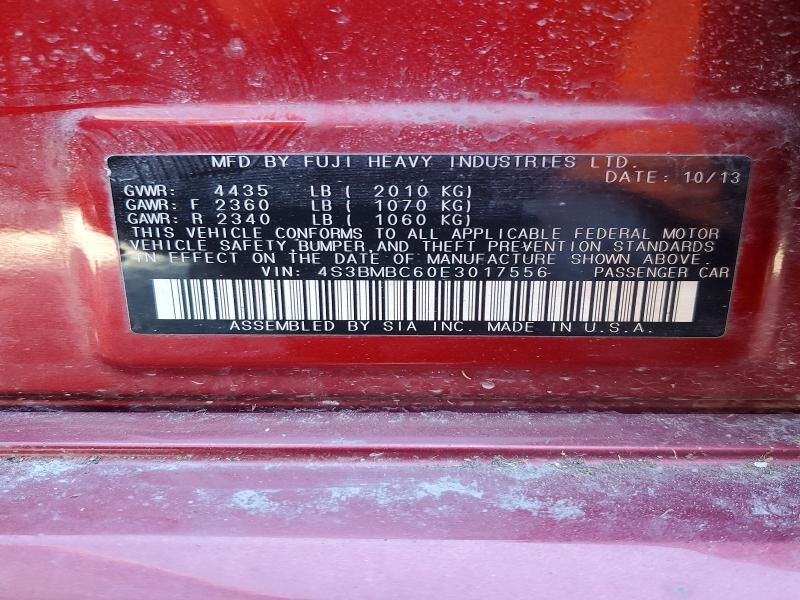 MFD BY FUJI HEAVY INDUSTRIES LTD.
DATE: 10/13
GVWR: 4435 LB ( 2010 KG)
GAWR: F 2360 LB ( 1070 KG)
GAWR: R 2340 LB ( 1060 KG)
THIS VEHICLE CONFORMS TO ALL APPLICABLE FEDERAL MOTOR
VEHICLE SAFETY,BUMPER,AND THEFT PREVENTION STANDARDS
IN EFFECT ON THE DATE OF MANUFACTURE SHOWN ABOVE.
VIN: 4S3BMBC60E3017556 PASSENGER CAR
ASSEMBLED BY SIA INC. MADE IN U.S.A.